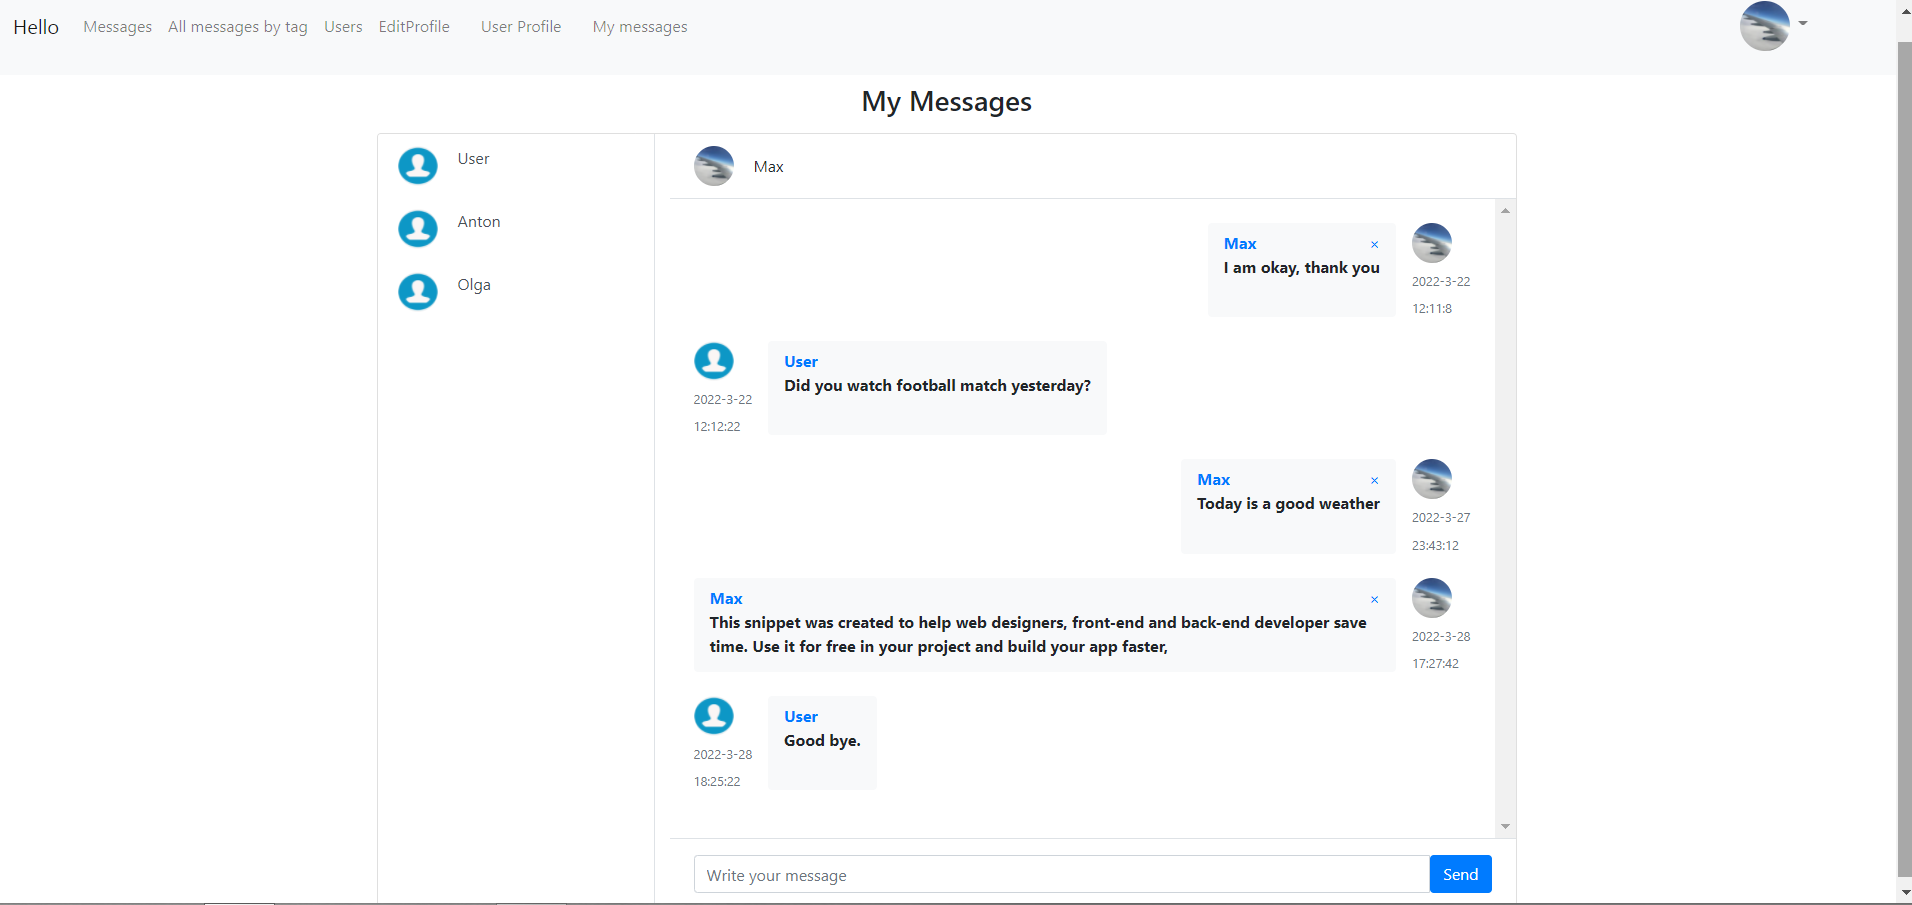 Hello Messages All messages by tag Users EditProfile User Profile My messages
My Messages
User
Anton
Olga
Max
Max ×
I am okay, thank you
2022-3-22
12:11:8
User
Did you watch football match yesterday?
2022-3-22
12:12:22
Max ×
Today is a good weather
2022-3-27
23:43:12
Max ×
This snippet was created to help web designers, front-end and back-end developer save
time. Use it for free in your project and build your app faster,
2022-3-28
17:27:42
User
Good bye.
2022-3-28
18:25:22
Write your message Send